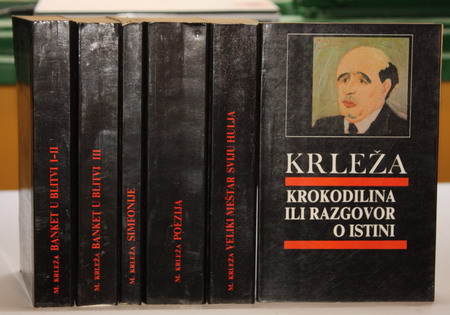 M. KRLEŽA BANKET U BLITVI I-II
M. KRLEŽA BANKET U BLITVI III
M. KRLEŽA SIMFONIJE
M. KRLEŽA POEZIJA
M. KRLEŽA VELIKI MEŠTAR SVIJU HULJA
KRLEŽA
KROKODILINA
ILI RAZGOVOR
O ISTINI